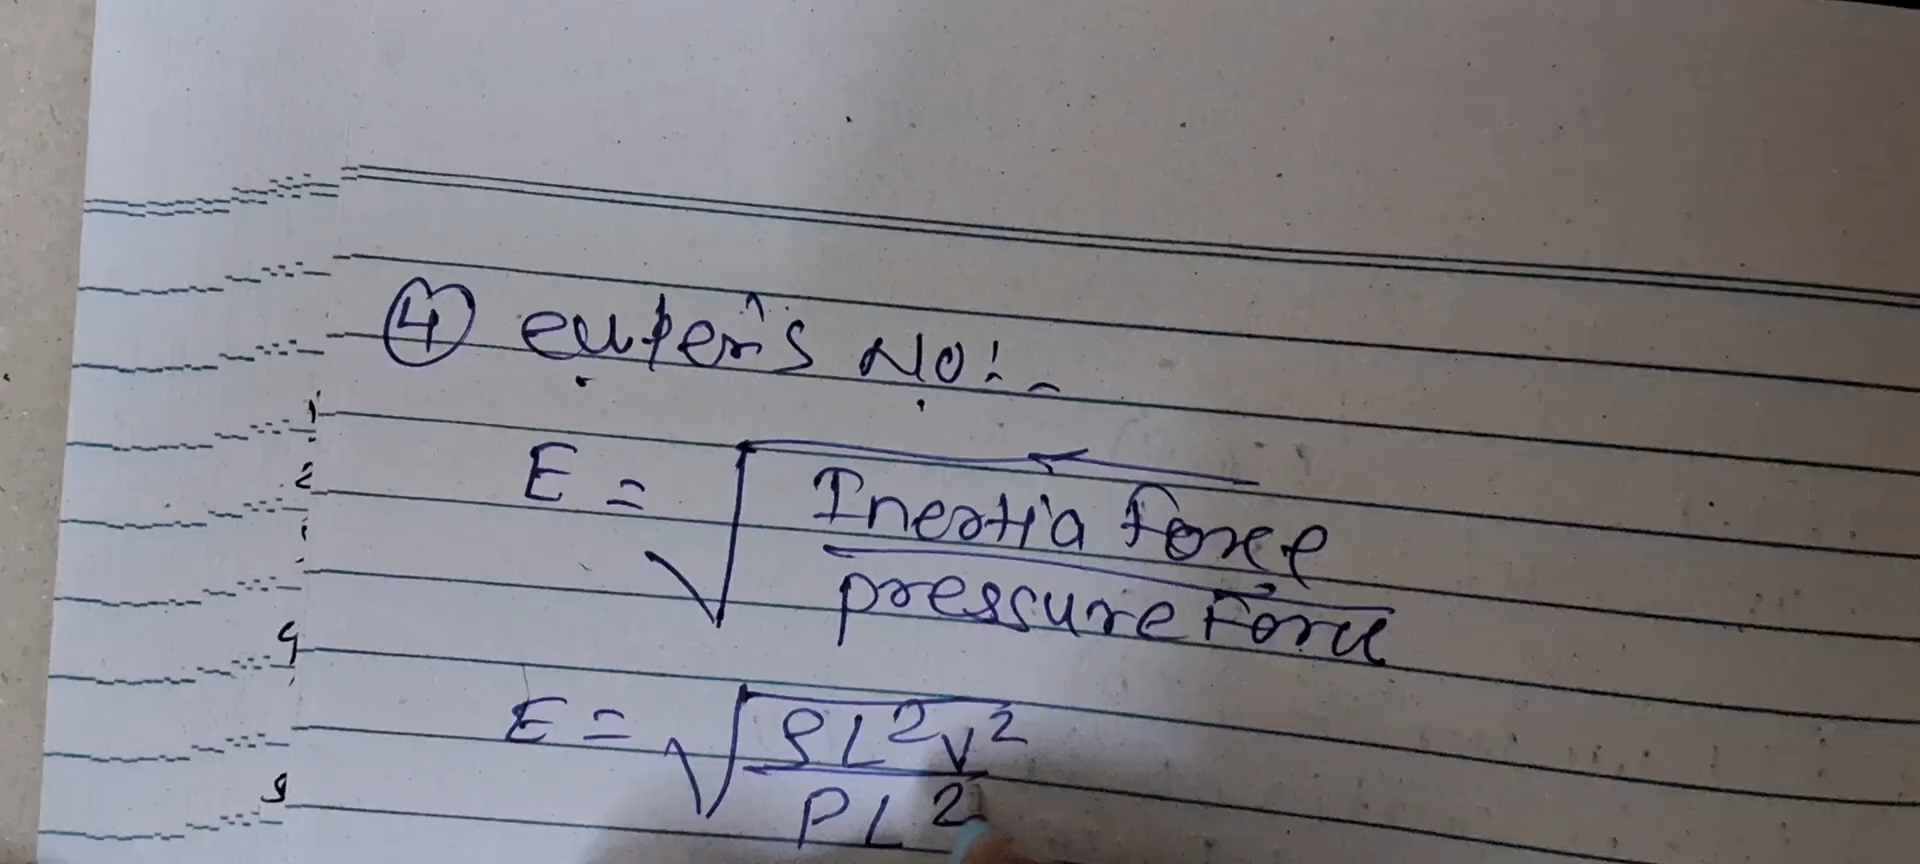 ④ euler's No:-
E = √ Inertia Force
pressure Force
E = √ ρL²v²
PL²